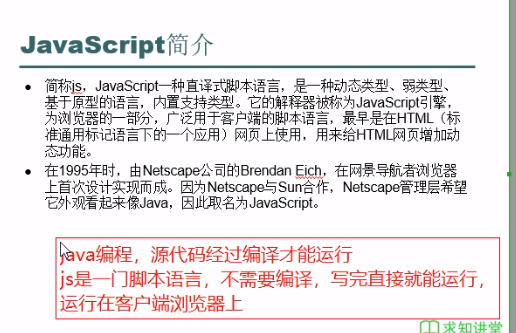 JavaScript简介
简称js，JavaScript一种直译式脚本语言，是一种动态类型、弱类型、
基于原型的语言，内置支持类型。它的解释器被称为JavaScript引擎，
为浏览器的一部分，广泛用于客户端的脚本语言，最早是在HTML（标
准通用标记语言下的一个应用）网页上使用，用来给HTML网页增加动
态功能。
在1995年时，由Netscape公司的Brendan Eich，在网景导航者浏览器
上首次设计实现而成。因为Netscape与Sun合作，Netscape管理层希望
它外观看起来像Java，因此取名为JavaScript。
java编程，源代码经过编译才能运行
js是一门脚本语言，不需要编译，写完直接就能运行，
运行在客户端浏览器上
求知讲堂